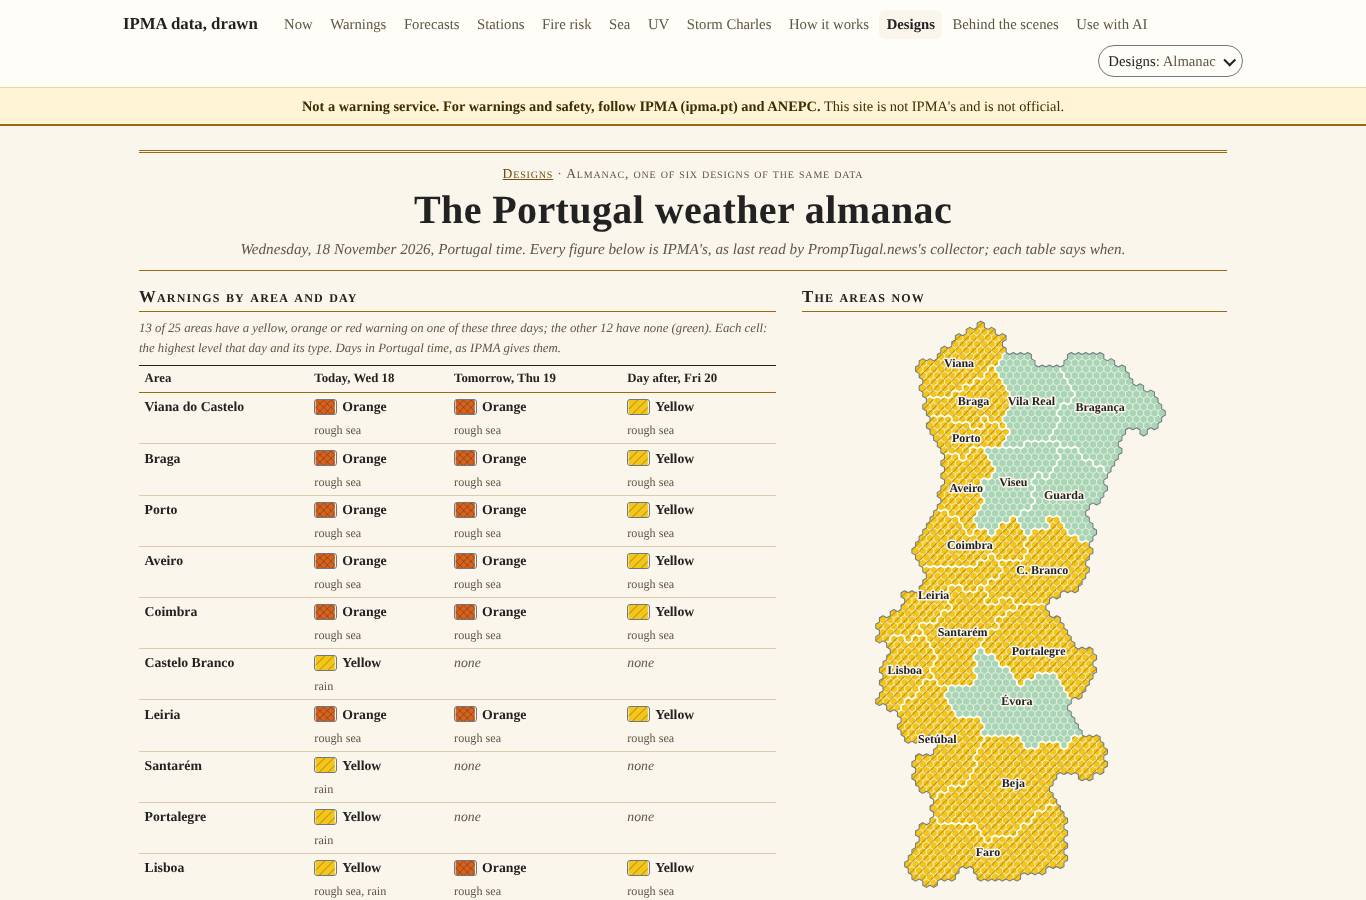 IPMA data, drawn
Now
Warnings
Forecasts
Stations
Fire risk
Sea
UV
Storm Charles
How it works
Designs
Behind the scenes
Use with AI
Designs: Almanac
Not a warning service. For warnings and safety, follow IPMA (ipma.pt) and ANEPC. This site is not IPMA's and is not official.
Designs · Almanac, one of six designs of the same data
The Portugal weather almanac
Wednesday, 18 November 2026, Portugal time. Every figure below is IPMA's, as last read by PrompTugal.news's collector; each table says when.
Warnings by area and day
13 of 25 areas have a yellow, orange or red warning on one of these three days; the other 12 have none (green). Each cell:
the highest level that day and its type. Days in Portugal time, as IPMA gives them.
Area Today, Wed 18 Tomorrow, Thu 19 Day after, Fri 20
Viana do Castelo Orange Orange Yellow
rough sea rough sea rough sea
Braga Orange Orange Yellow
rough sea rough sea rough sea
Porto Orange Orange Yellow
rough sea rough sea rough sea
Aveiro Orange Orange Yellow
rough sea rough sea rough sea
Coimbra Orange Orange Yellow
rough sea rough sea rough sea
Castelo Branco Yellow none none
rain
Leiria Orange Orange Yellow
rough sea rough sea rough sea
Santarém Yellow none none
rain
Portalegre Yellow none none
rain
Lisboa Yellow Orange Yellow
rough sea, rain rough sea rough sea
The areas now
Viana
Braga
Vila Real
Bragança
Porto
Aveiro
Viseu
Guarda
Coimbra
C. Branco
Leiria
Santarém
Portalegre
Lisboa
Évora
Setúbal
Beja
Faro